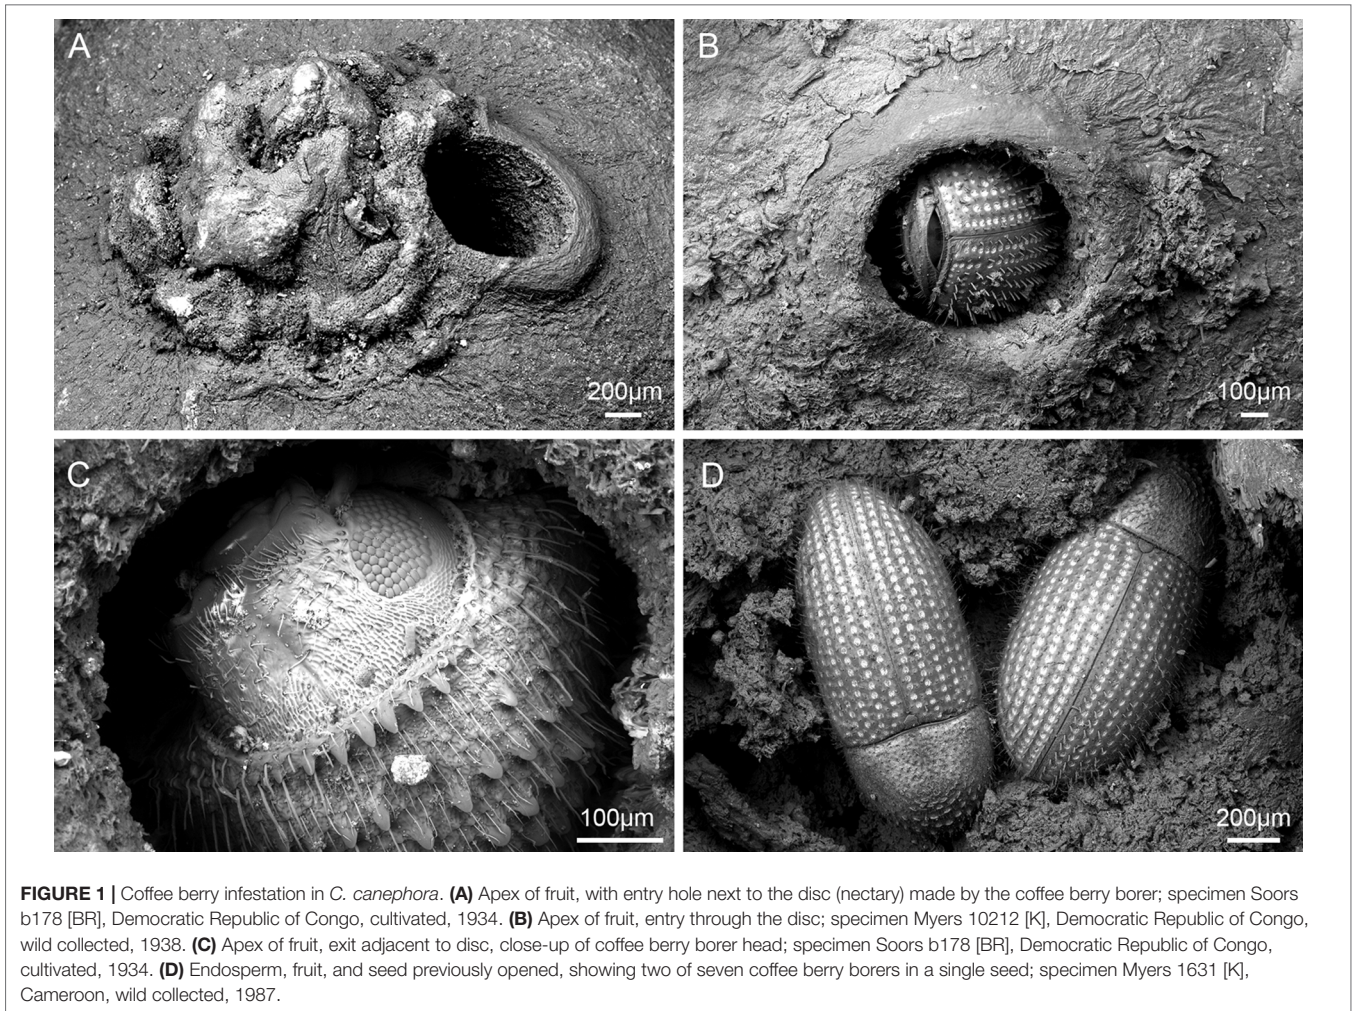 A
200µm
B
100µm
C
100µm
D
200µm
FIGURE 1 | Coffee berry infestation in C. canephora. (A) Apex of fruit, with entry hole next to the disc (nectary) made by the coffee berry borer; specimen Soors
b178 [BR], Democratic Republic of Congo, cultivated, 1934. (B) Apex of fruit, entry through the disc; specimen Myers 10212 [K], Democratic Republic of Congo,
wild collected, 1938. (C) Apex of fruit, exit adjacent to disc, close-up of coffee berry borer head; specimen Soors b178 [BR], Democratic Republic of Congo,
cultivated, 1934. (D) Endosperm, fruit, and seed previously opened, showing two of seven coffee berry borers in a single seed; specimen Myers 1631 [K],
Cameroon, wild collected, 1987.